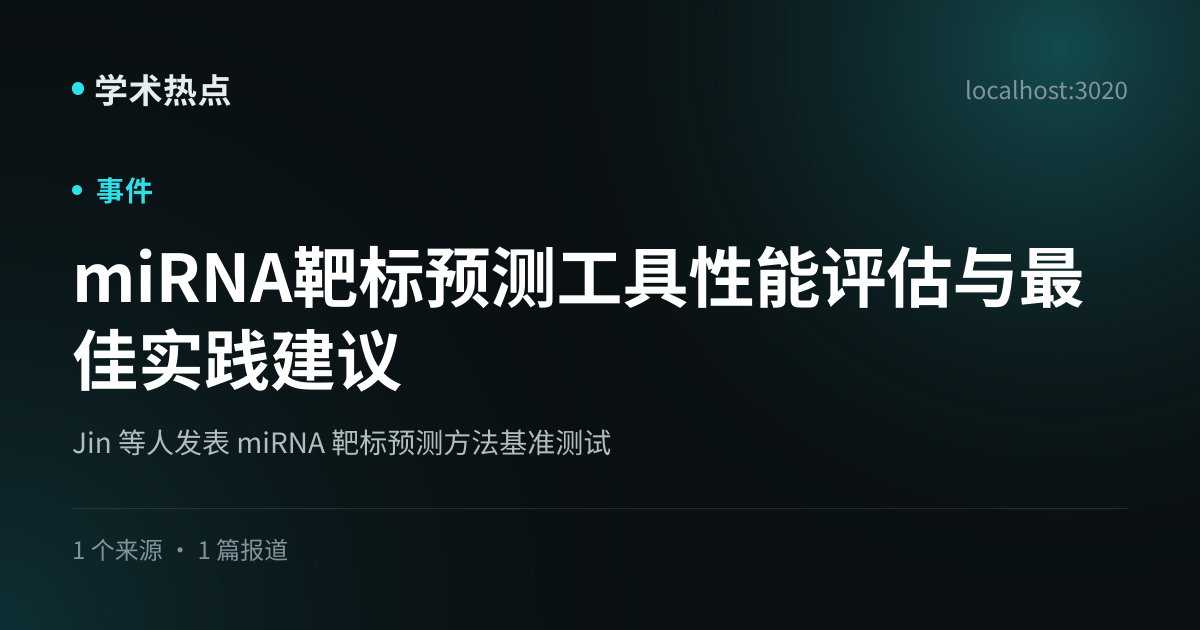 学术热点
localhost:3020
事件
miRNA靶标预测工具性能评估与最
佳实践建议
Jin 等人发表 miRNA 靶标预测方法基准测试
1 个来源 · 1 篇报道